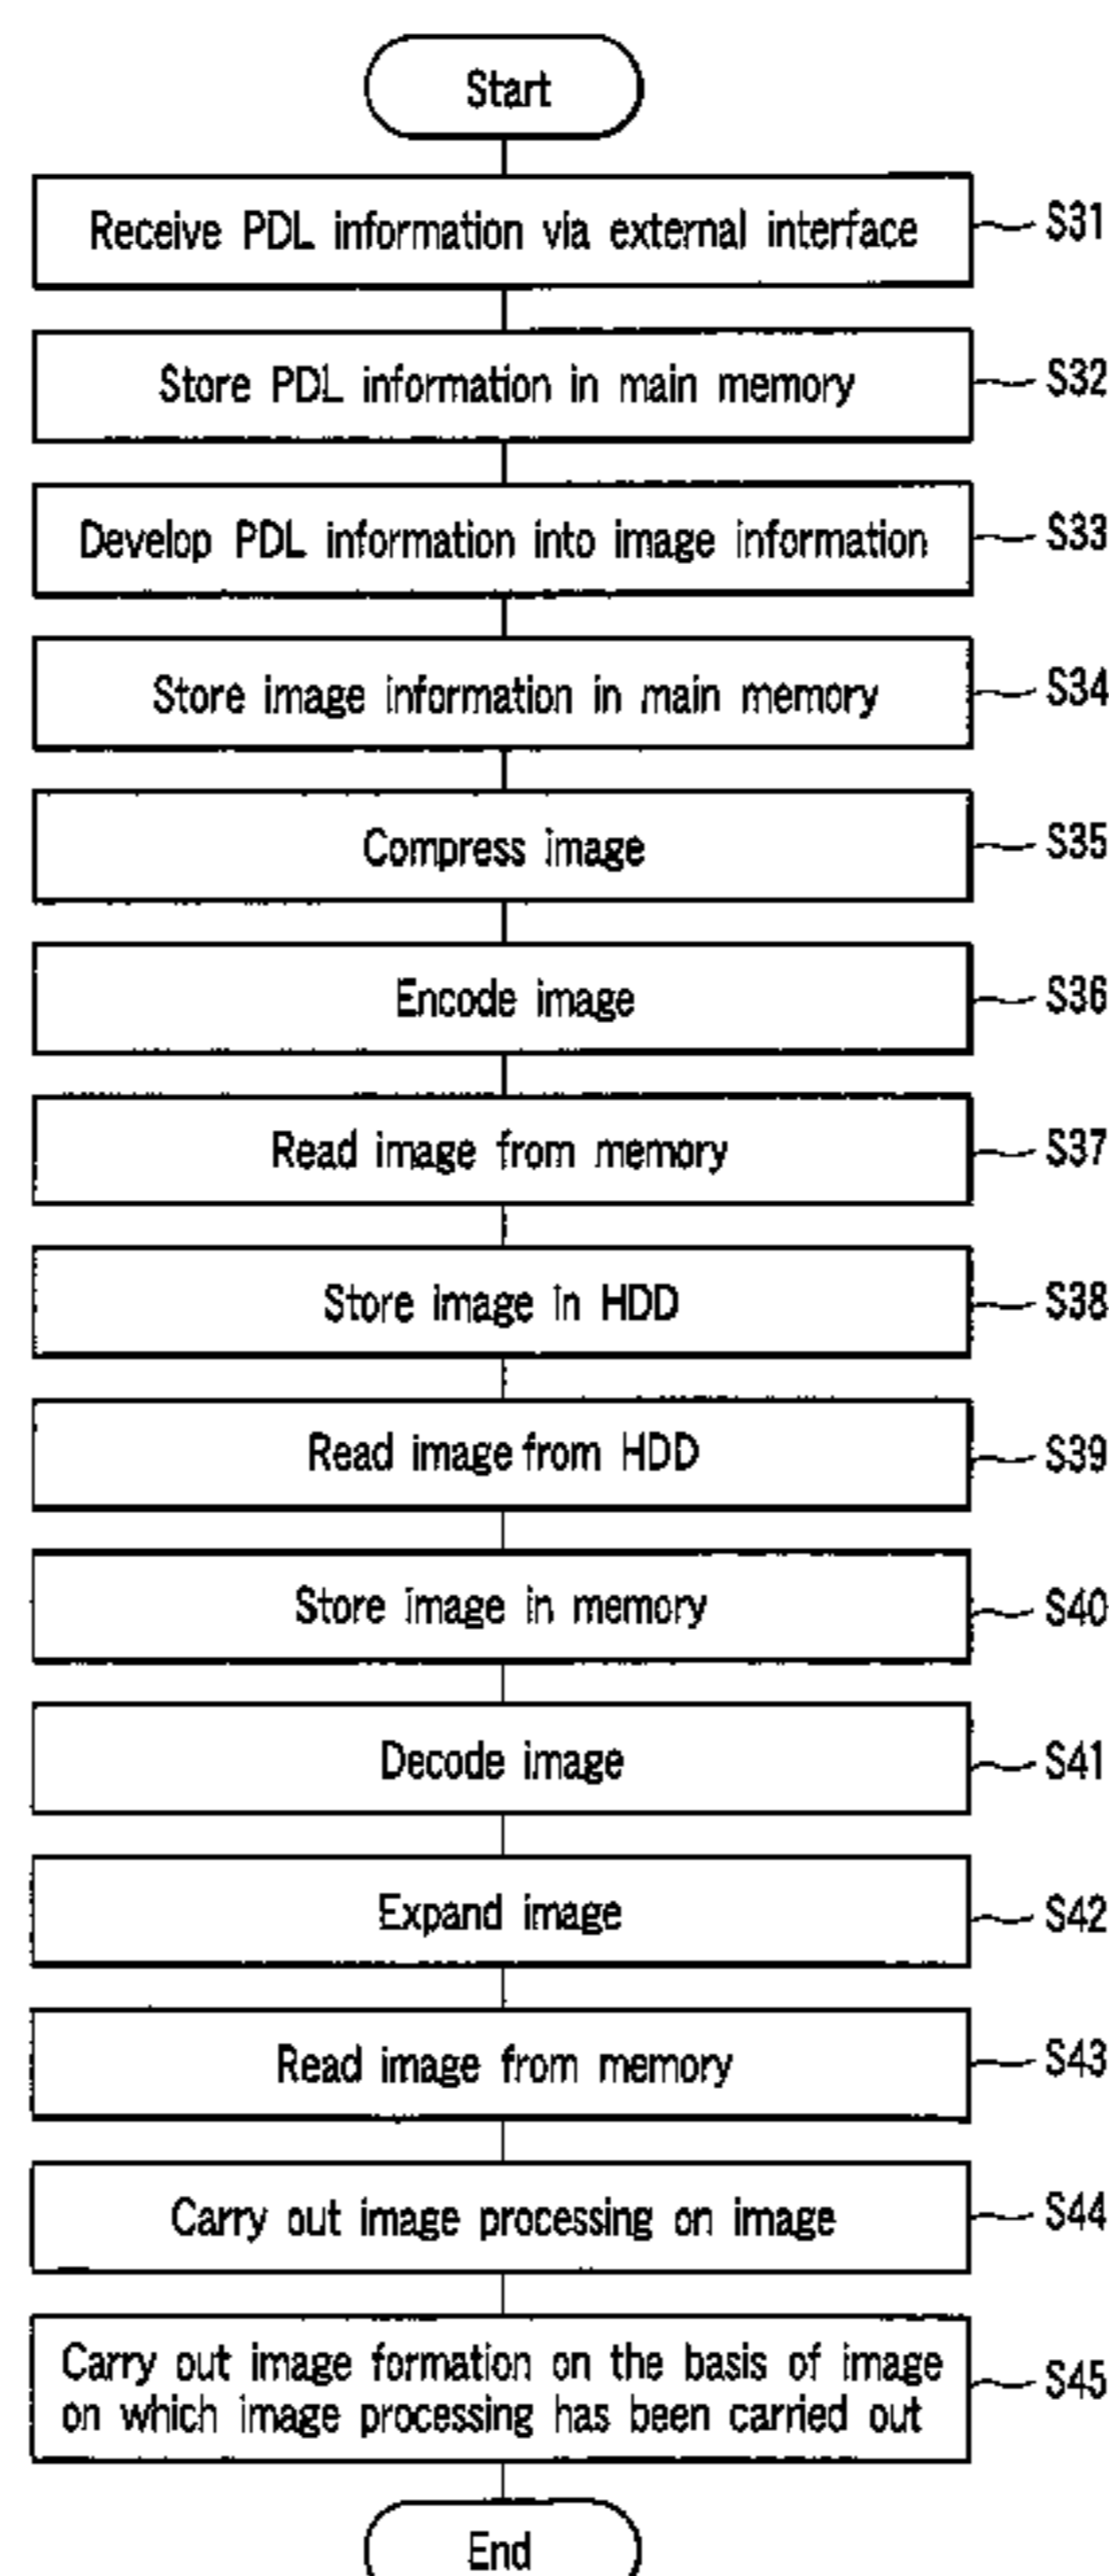 Start
Receive PDL information via external interface
S31
Store PDL information in main memory
S32
Develop PDL information into image information
S33
Store image information in main memory
S34
Compress image
S35
Encode image
S36
Read image from memory
S37
Store image in HDD
S38
Read image from HDD
S39
Store image in memory
S40
Decode image
S41
Expand image
S42
Read image from memory
S43
Carry out image processing on image
S44
Carry out image formation on the basis of image
on which image processing has been carried out
S45
End